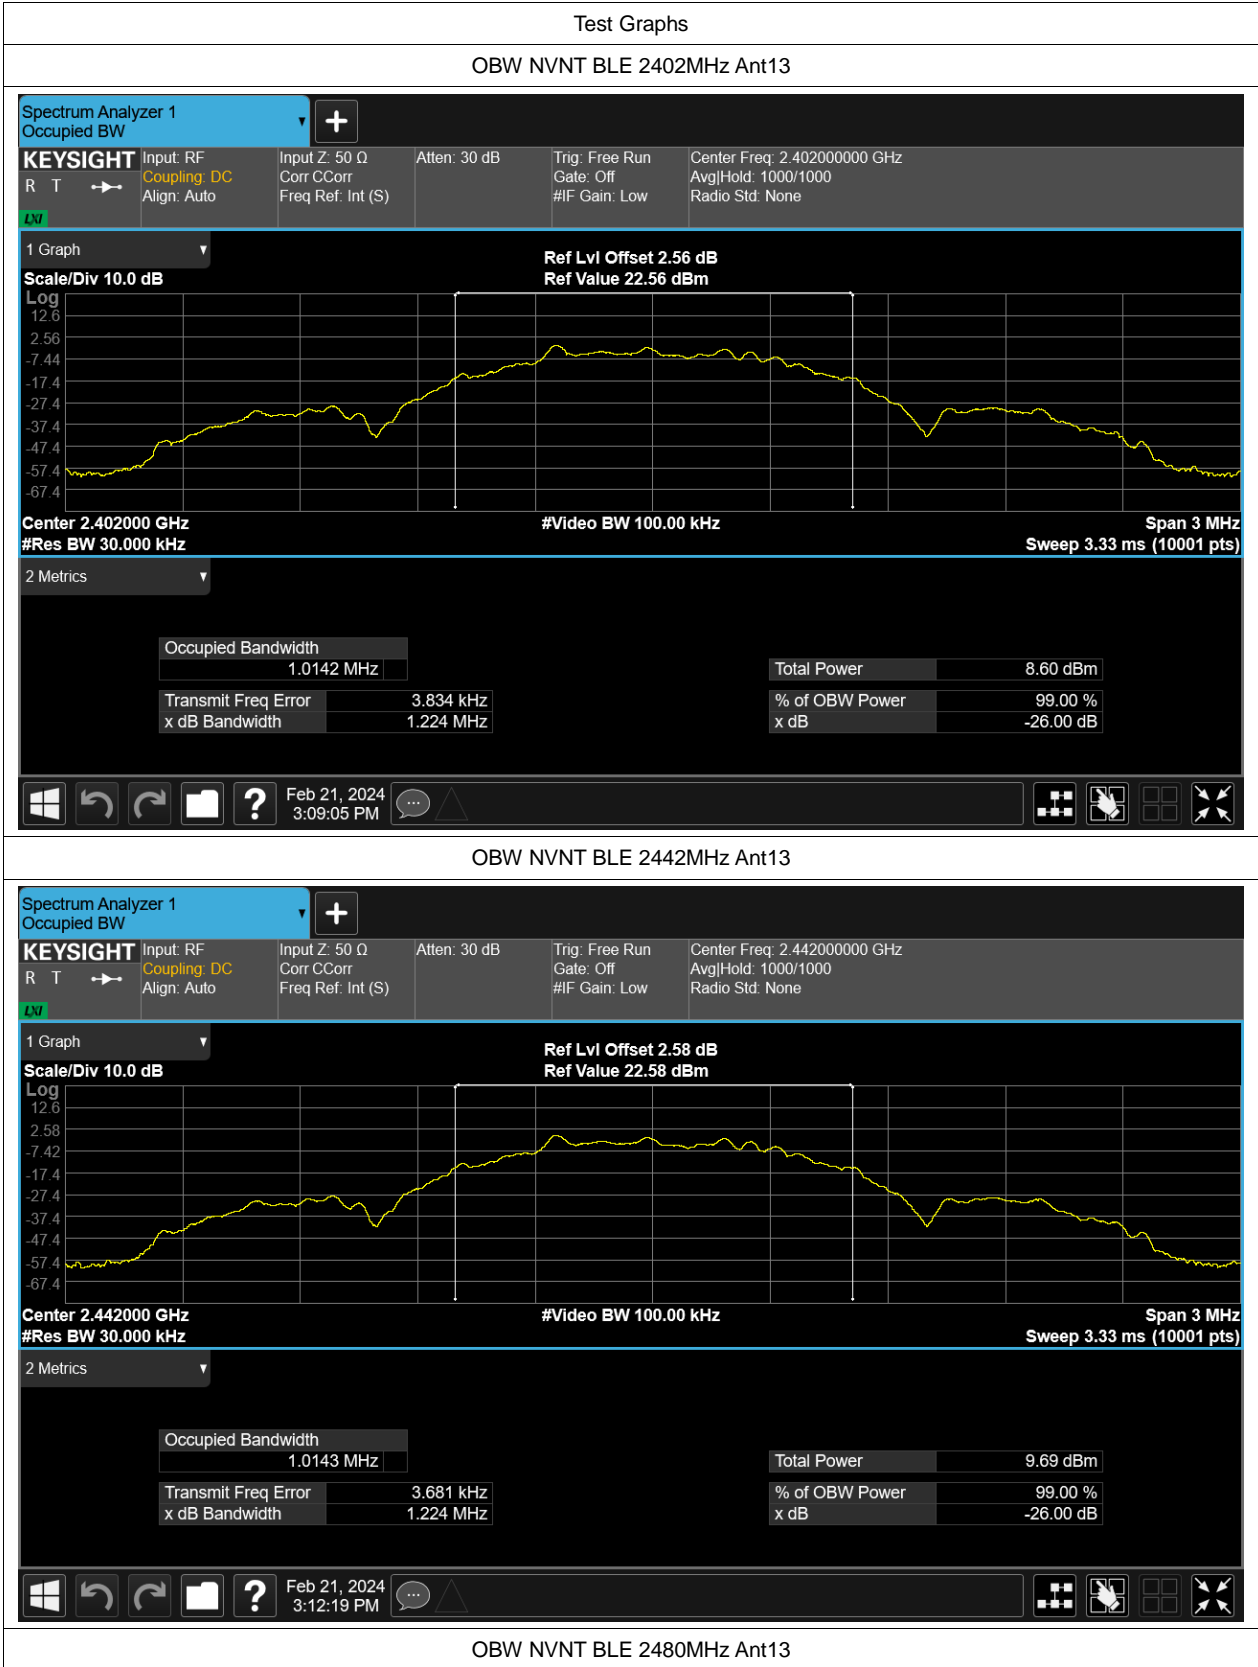 Test Graphs
OBW NVNT BLE 2402MHz Ant13
Spectrum Analyzer 1
Occupied BW
KEYSIGHT
R T
LXI
Input: RF
Coupling: DC
Align: Auto
Input Z: 50 Ω
Corr CCorr
Freq Ref: Int (S)
Atten: 30 dB
Trig: Free Run
Gate: Off
#IF Gain: Low
Center Freq: 2.402000000 GHz
Avg|Hold: 1000/1000
Radio Std: None
1 Graph
Ref Lvl Offset 2.56 dB
Scale/Div 10.0 dB
Ref Value 22.56 dBm
Log
12.6
2.56
-7.44
-17.4
-27.4
-37.4
-47.4
-57.4
-67.4
Center 2.402000 GHz
#Video BW 100.00 kHz
Span 3 MHz
#Res BW 30.000 kHz
Sweep 3.33 ms (10001 pts)
2 Metrics
Occupied Bandwidth
1.0142 MHz
Total Power 8.60 dBm
Transmit Freq Error 3.834 kHz
% of OBW Power 99.00 %
x dB Bandwidth 1.224 MHz
x dB -26.00 dB
?
Feb 21, 2024
3:09:05 PM
OBW NVNT BLE 2442MHz Ant13
Spectrum Analyzer 1
Occupied BW
KEYSIGHT
R T
LXI
Input: RF
Coupling: DC
Align: Auto
Input Z: 50 Ω
Corr CCorr
Freq Ref: Int (S)
Atten: 30 dB
Trig: Free Run
Gate: Off
#IF Gain: Low
Center Freq: 2.442000000 GHz
Avg|Hold: 1000/1000
Radio Std: None
1 Graph
Ref Lvl Offset 2.58 dB
Scale/Div 10.0 dB
Ref Value 22.58 dBm
Log
12.6
2.58
-7.42
-17.4
-27.4
-37.4
-47.4
-57.4
-67.4
Center 2.442000 GHz
#Video BW 100.00 kHz
Span 3 MHz
#Res BW 30.000 kHz
Sweep 3.33 ms (10001 pts)
2 Metrics
Occupied Bandwidth
1.0143 MHz
Total Power 9.69 dBm
Transmit Freq Error 3.681 kHz
% of OBW Power 99.00 %
x dB Bandwidth 1.224 MHz
x dB -26.00 dB
?
Feb 21, 2024
3:12:19 PM
OBW NVNT BLE 2480MHz Ant13